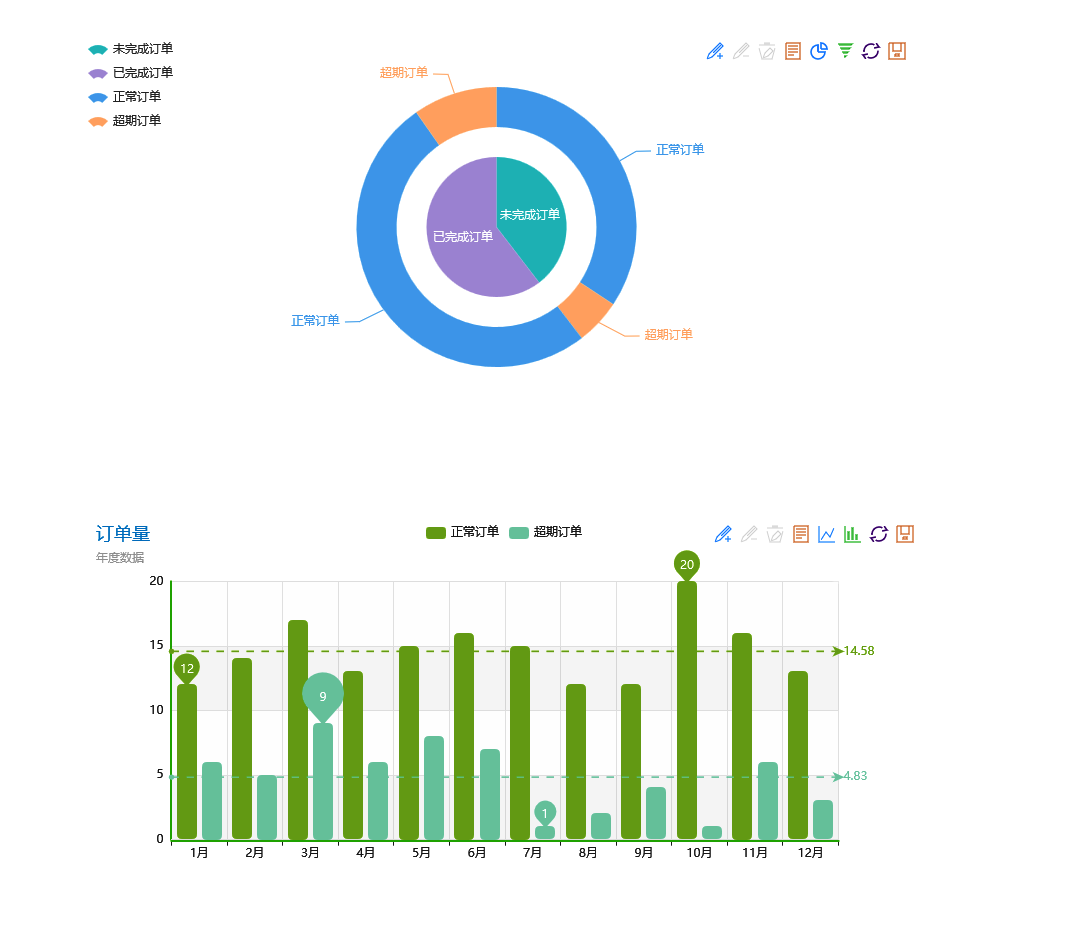 未完成订单
已完成订单
正常订单
超期订单
超期订单
正常订单
未完成订单
已完成订单
正常订单
超期订单
订单量
年度数据
正常订单 超期订单
20
15
10
5
0
20
12
9
1
14.58
4.83
1月 2月 3月 4月 5月 6月 7月 8月 9月 10月 11月 12月